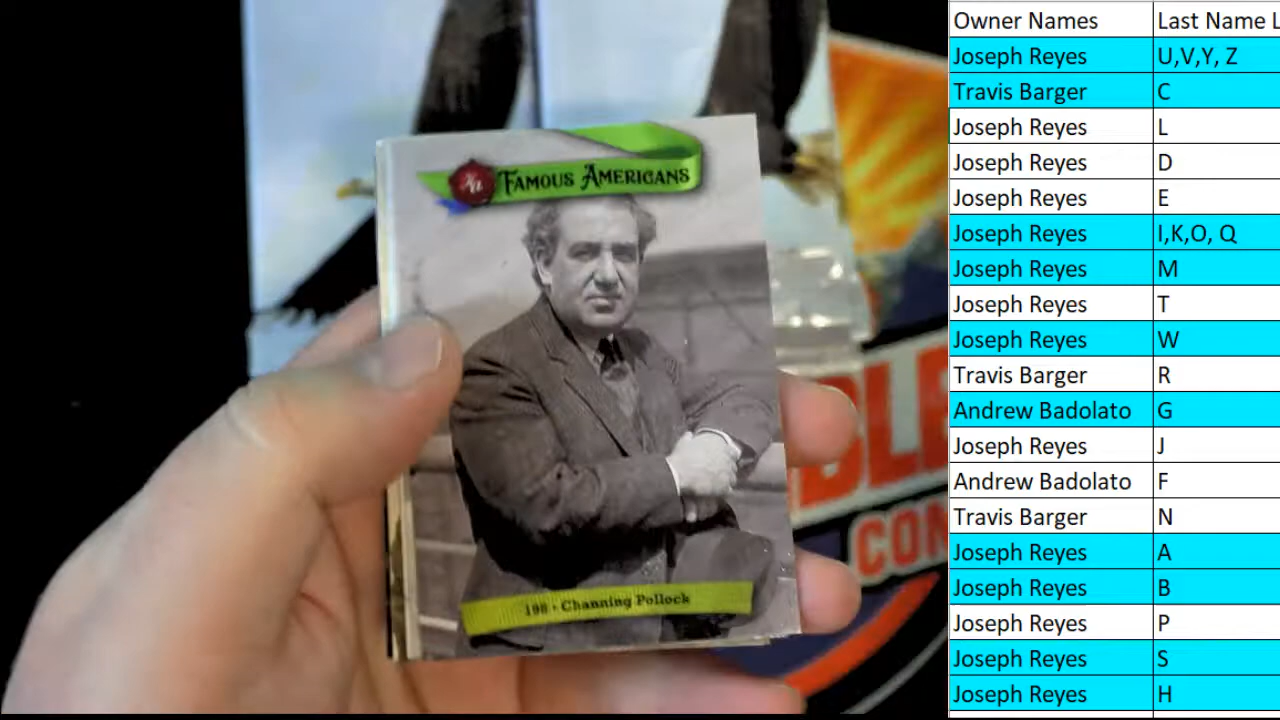 FAMOUS AMERICANS
198 • Channing Pollock
BLE
CON
Owner Names Last Name L
Joseph Reyes U,V,Y, Z
Travis Barger C
Joseph Reyes L
Joseph Reyes D
Joseph Reyes E
Joseph Reyes I,K,O, Q
Joseph Reyes M
Joseph Reyes T
Joseph Reyes W
Travis Barger R
Andrew Badolato G
Joseph Reyes J
Andrew Badolato F
Travis Barger N
Joseph Reyes A
Joseph Reyes B
Joseph Reyes P
Joseph Reyes S
Joseph Reyes H